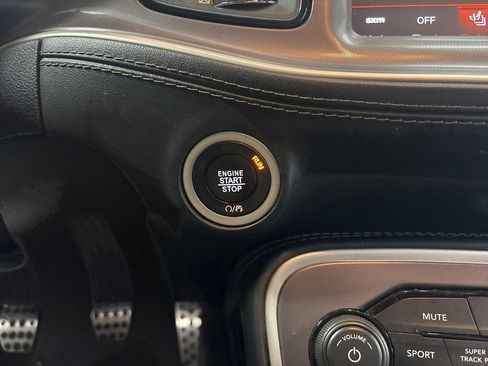 sxm OFF
RUN
ENGINE
START
STOP
VOLUME
MUTE
SPORT
SUPER
TRACK P